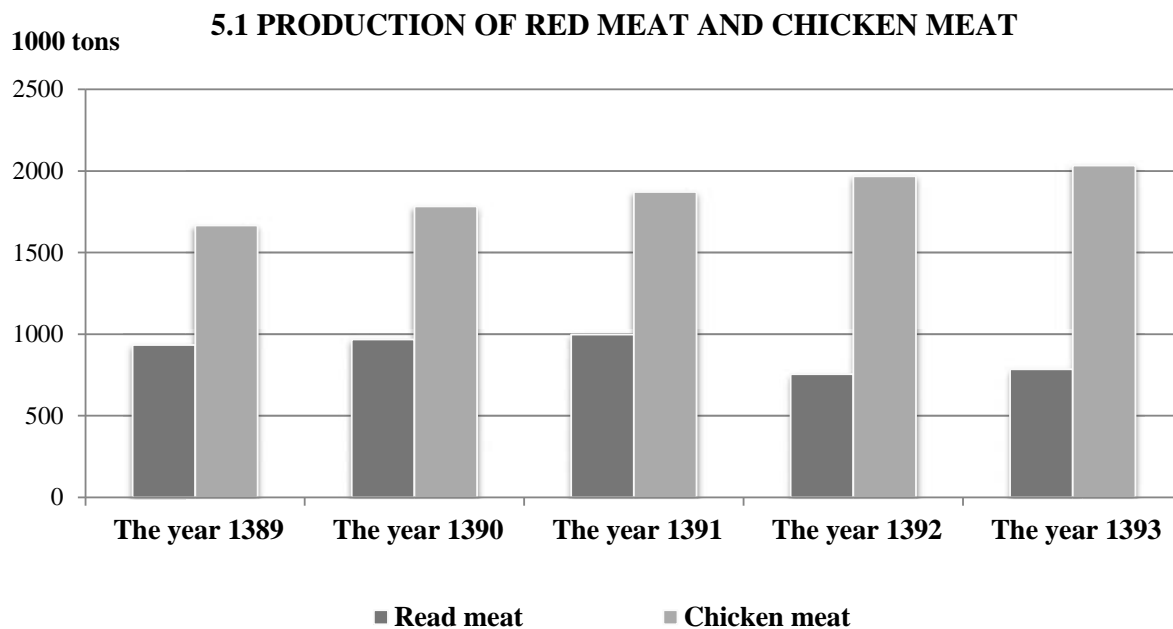 5.1 PRODUCTION OF RED MEAT AND CHICKEN MEAT
1000 tons
2500
2000
1500
1000
500
0
The year 1389 The year 1390 The year 1391 The year 1392 The year 1393
Read meat Chicken meat